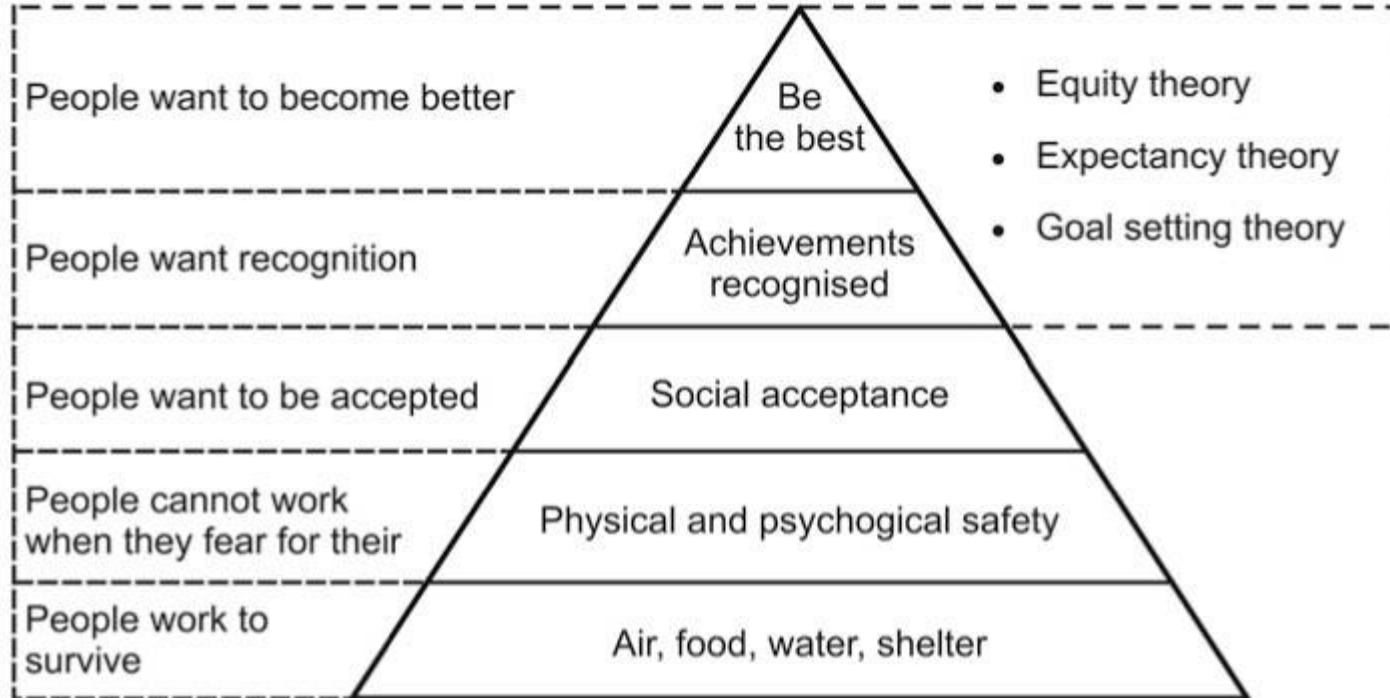 People want to become better
Be
the best
• Equity theory
• Expectancy theory
• Goal setting theory
People want recognition
Achievements
recognised
People want to be accepted
Social acceptance
People cannot work
when they fear for their
Physical and psychogical safety
People work to
survive
Air, food, water, shelter